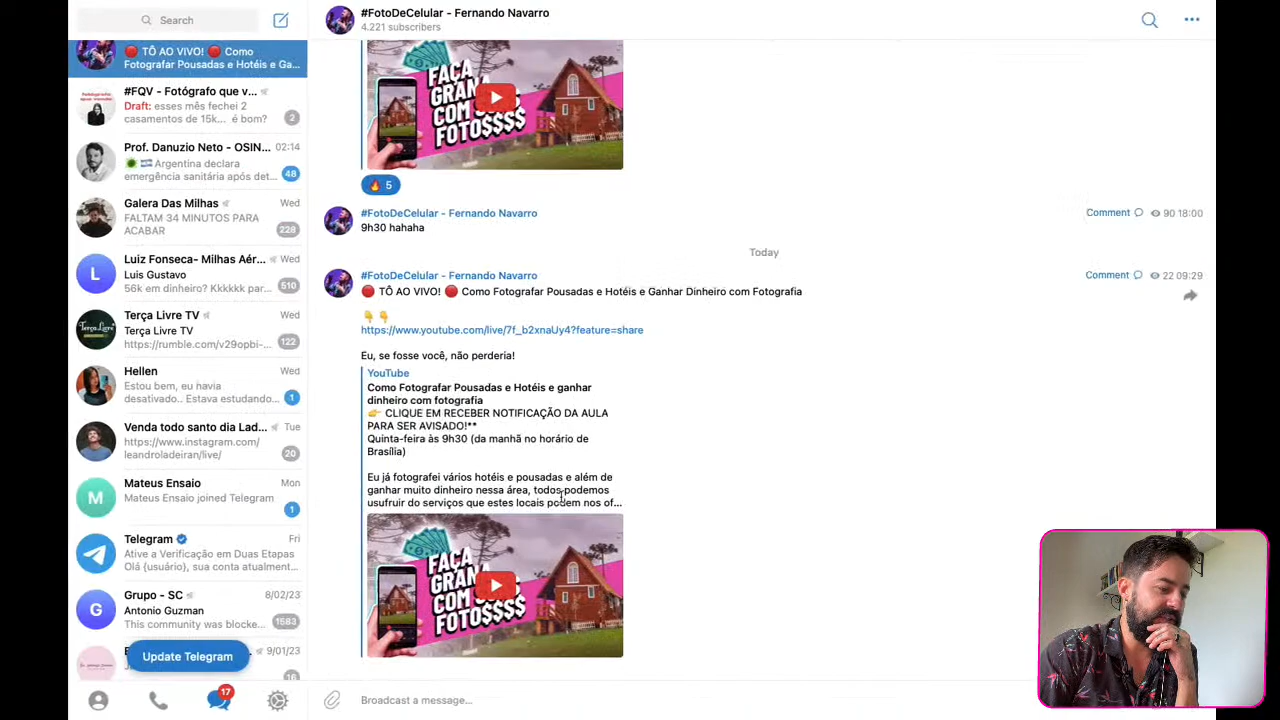 Search
#FotoDeCelular - Fernando Navarro
4.221 subscribers
🔴 TÔ AO VIVO! 🔴 Como
Fotografar Pousadas e Hotéis e Ga...
#FQV - Fotógrafo que v...
Draft: esses mês fechei 2
casamentos de 15k... é bom?
2
Prof. Danuzio Neto - OSIN...
02:14
Argentina declara
emergência sanitária após det...
48
Galera Das Milhas
Wed
FALTAM 34 MINUTOS PARA
ACABAR
228
Luiz Fonseca- Milhas Aér...
Wed
Luis Gustavo
56k em dinheiro? Kkkkkk par...
510
L
Terça Livre TV
Wed
Terça Livre TV
https://rumble.com/v29opbi-...
122
TERÇA LIVRE
Hellen
Wed
Estou bem, eu havia
desativado.. Estava estudando...
1
Venda todo santo dia Lad...
Tue
https://www.instagram.com/
leandroladeiran/live/
20
Mateus Ensaio
Mon
Mateus Ensaio joined Telegram
1
M
Telegram
Fri
Ative a Verificação em Duas Etapas
Olá {usuário}, sua conta atualment...
Grupo - SC
8/02/23
Antonio Guzman
This community was blocke...
1583
G
9/01/23
Update Telegram
17
FAÇA
GRANA
COM
FOTO$$$$
🔥 5
#FotoDeCelular - Fernando Navarro
Comment 90 18:00
9h30 hahaha
Today
#FotoDeCelular - Fernando Navarro
Comment 22 09:29
🔴 TÔ AO VIVO! 🔴 Como Fotografar Pousadas e Hotéis e Ganhar Dinheiro com Fotografia
👇👇
https://www.youtube.com/live/7f_b2xnaUy4?feature=share
Eu, se fosse você, não perderia!
YouTube
Como Fotografar Pousadas e Hotéis e ganhar
dinheiro com fotografia
👉 CLIQUE EM RECEBER NOTIFICAÇÃO DA AULA
PARA SER AVISADO!**
Quinta-feira às 9h30 (da manhã no horário de
Brasília)
Eu já fotografei vários hotéis e pousadas e além de
ganhar muito dinheiro nessa área, todos podemos
usufruir do serviços que estes locais podem nos of...
FAÇA
GRANA
COM
FOTO$$$$
Broadcast a message...